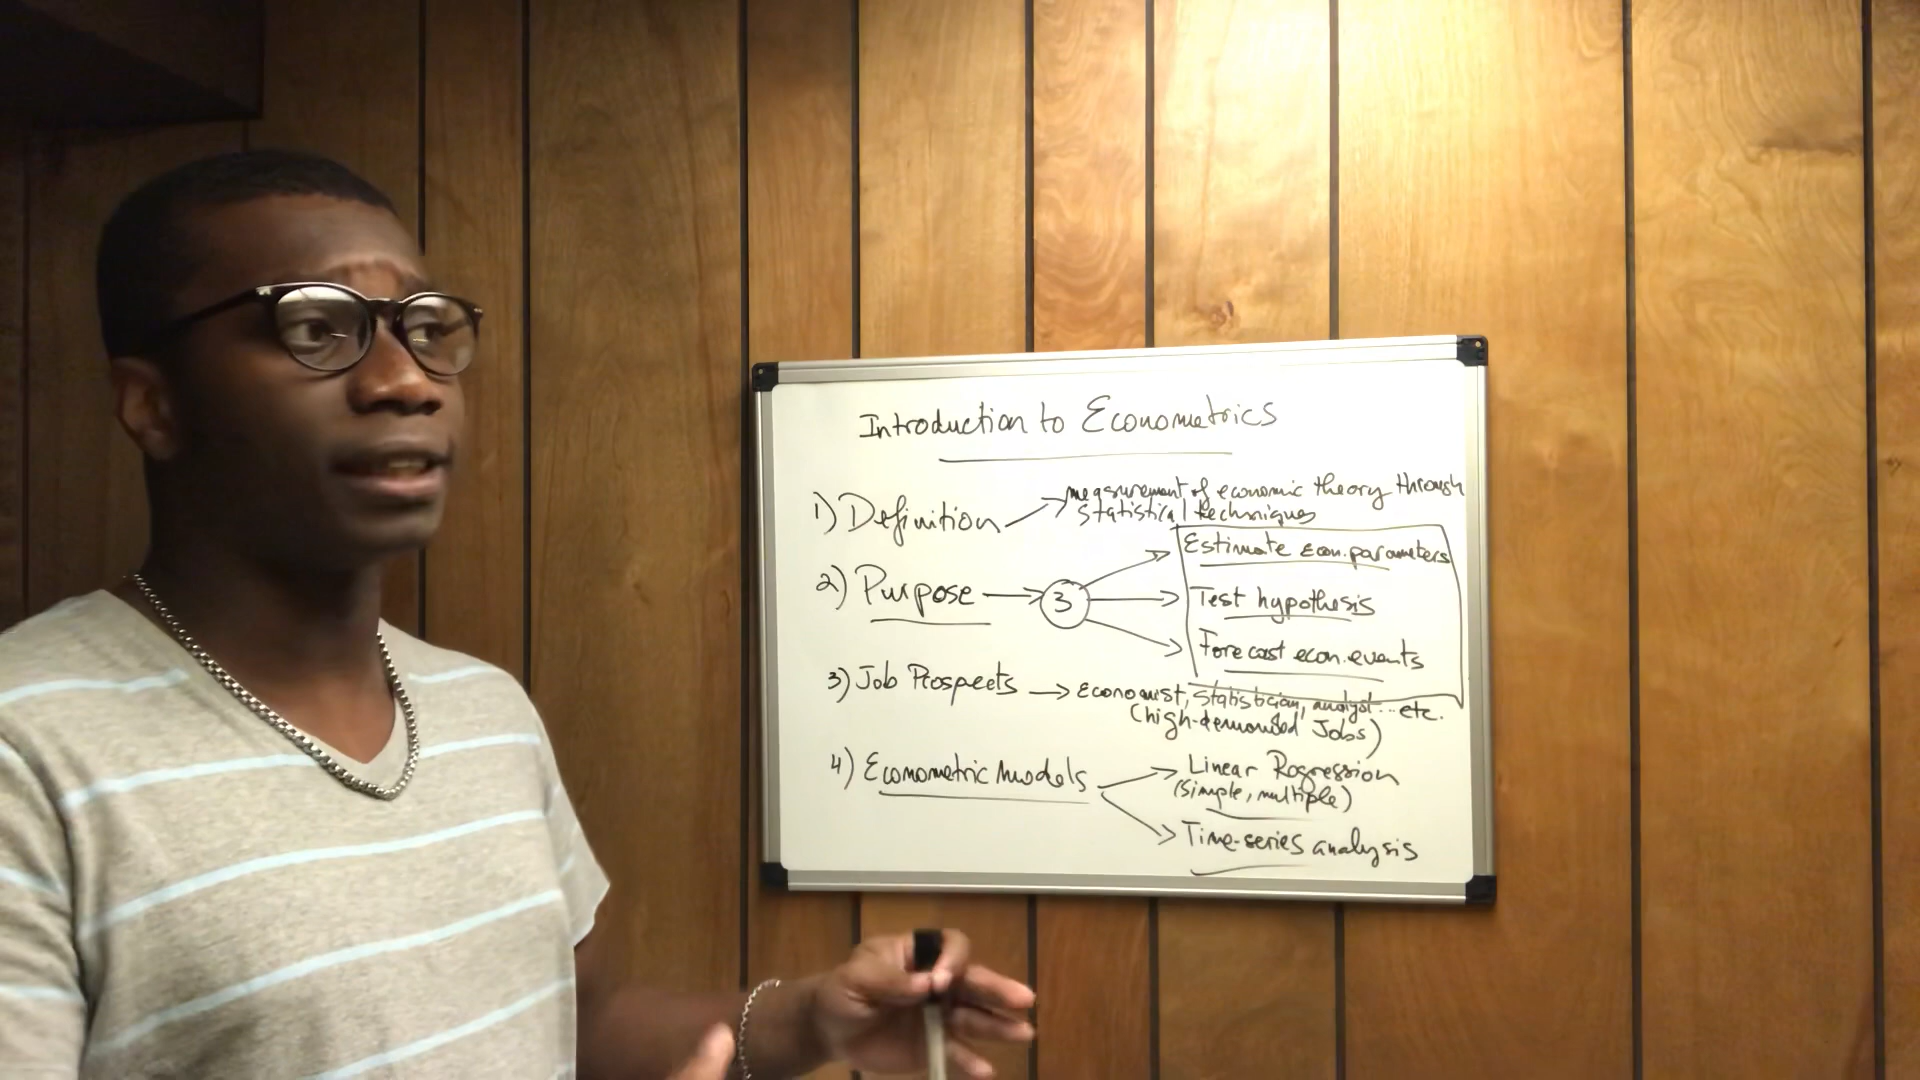 Introduction to Econometrics
1) Definition → measurement of economic theory through
statistical techniques
2) Purpose → 3
Estimate econ. parameters
Test hypothesis
Forecast econ. events
3) Job Prospects → Economist, statistician, analyst... etc.
(high-demanded Jobs)
4) Econometric Models
Linear Regression
(simple, multiple)
Time-series analysis